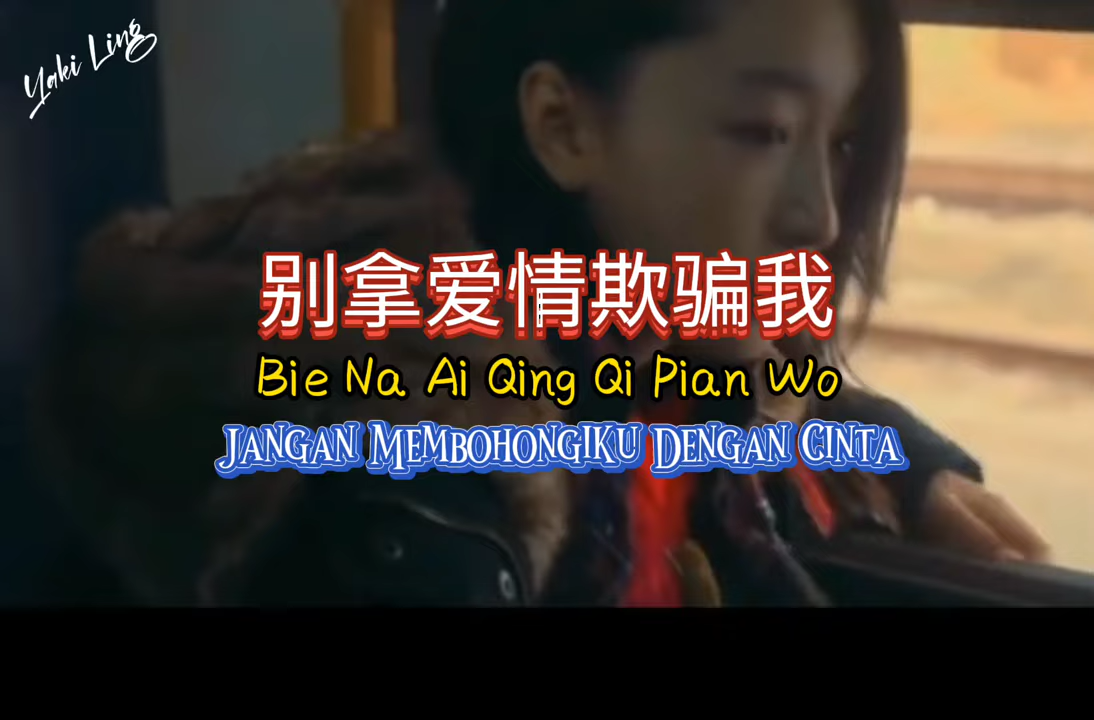 Yaki Ling
别拿爱情欺骗我
Bie Na Ai Qing Qi Pian Wo
JANGAN MEMBOHONGIKU DENGAN CINTA